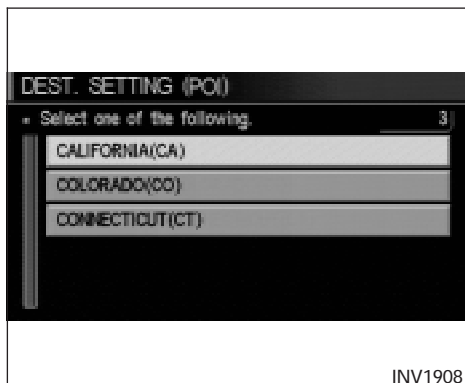 DEST. SETTING (POI)
Select one of the following. 3
CALIFORNIA(CA)
COLORADO(CO)
CONNECTICUT(CT)
INV1908